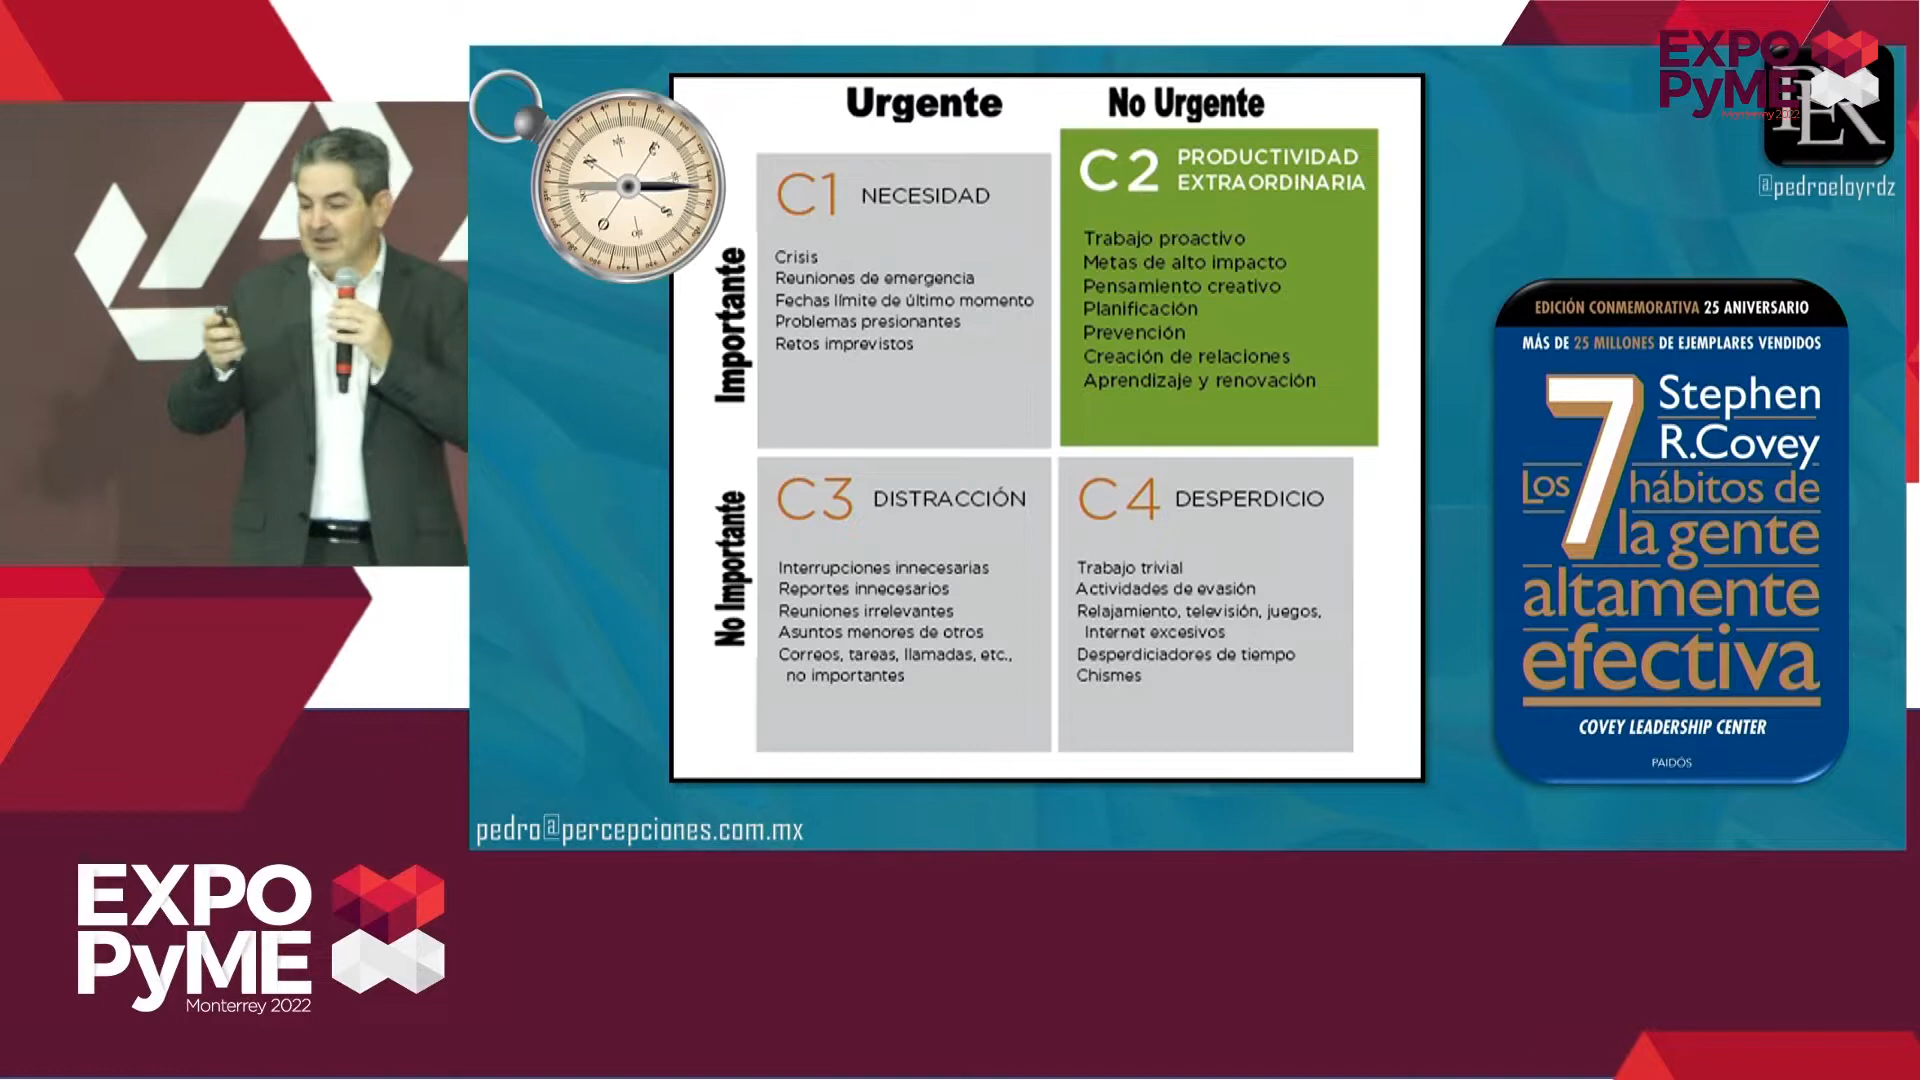 Urgente
No Urgente
Importante
No Importante
C1 NECESIDAD
Crisis
Reuniones de emergencia
Fechas límite de último momento
Problemas presionantes
Retos imprevistos
C2 PRODUCTIVIDAD
EXTRAORDINARIA
Trabajo proactivo
Metas de alto impacto
Pensamiento creativo
Planificación
Prevención
Creación de relaciones
Aprendizaje y renovación
C3 DISTRACCIÓN
Interrupciones innecesarias
Reportes innecesarios
Reuniones irrelevantes
Asuntos menores de otros
Correos, tareas, llamadas, etc.,
no importantes
C4 DESPERDICIO
Trabajo trivial
Actividades de evasión
Relajamiento, televisión, juegos,
Internet excesivos
Desperdiciadores de tiempo
Chismes
EXPO
PyME
Monterrey 2022
@pedroeloyrdz
EDICIÓN CONMEMORATIVA 25 ANIVERSARIO
MÁS DE 25 MILLONES DE EJEMPLARES VENDIDOS
Stephen
R.Covey
Los 7 hábitos de
la gente
altamente
efectiva
COVEY LEADERSHIP CENTER
PAIDÓS
pedro@percepciones.com.mx
EXPO
PyME
Monterrey 2022